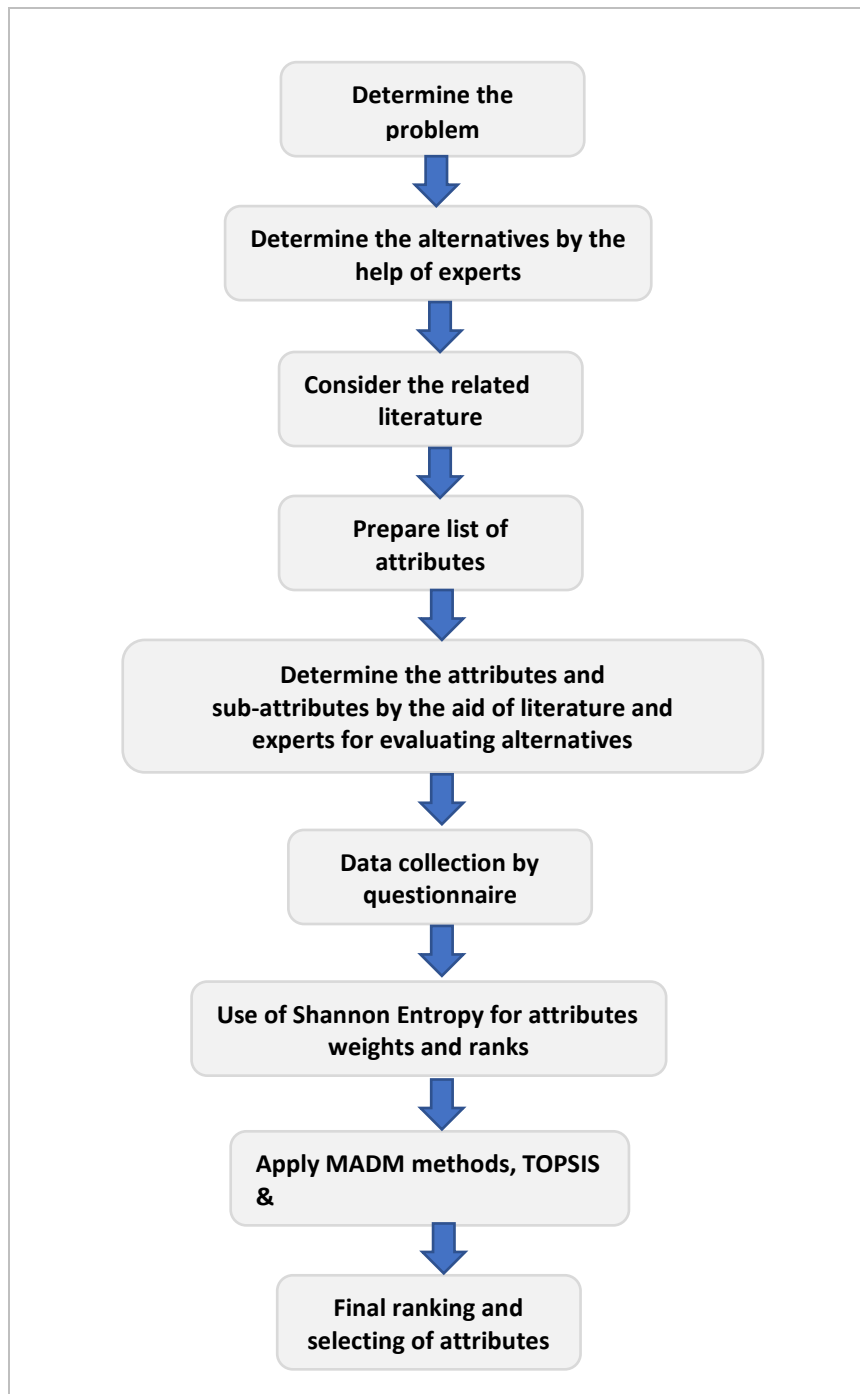 Determine the
problem
Determine the alternatives by the
help of experts
Consider the related
literature
Prepare list of
attributes
Determine the attributes and
sub-attributes by the aid of literature and
experts for evaluating alternatives
Data collection by
questionnaire
Use of Shannon Entropy for attributes
weights and ranks
Apply MADM methods, TOPSIS
&
Final ranking and
selecting of attributes